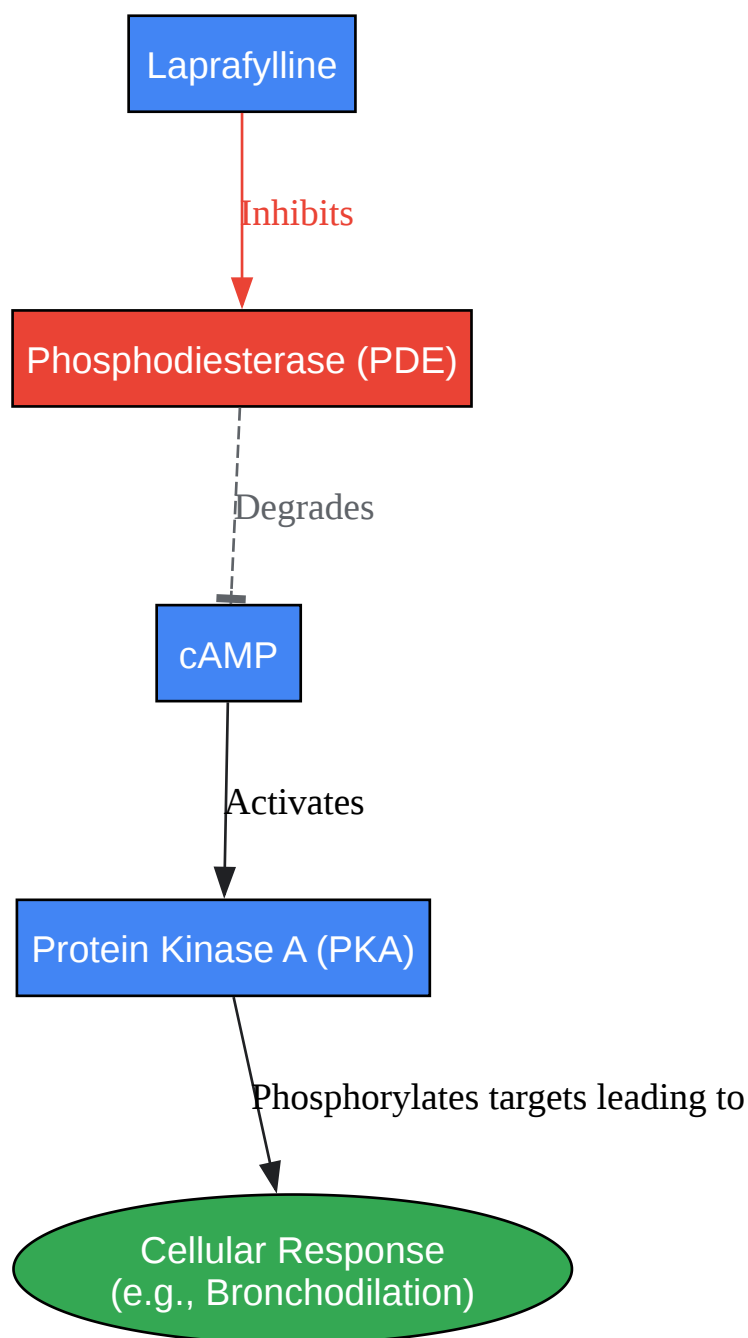 Laprafylline
Inhibits
Phosphodiesterase (PDE)
Degrades
cAMP
Activates
Protein Kinase A (PKA)
Phosphorylates targets leading to
Cellular Response
(e.g., Bronchodilation)